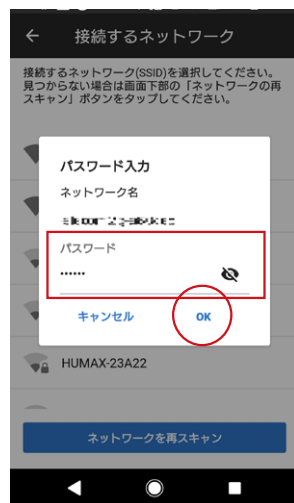 接続するネットワーク
接続するネットワーク(SSID)を選択してください。
見つからない場合は画面下部の「ネットワークの再
スキャン」ボタンをタップしてください。
パスワード入力
ネットワーク名
パスワード
······
キャンセル
OK
HUMAX-23A22
ネットワークを再スキャン